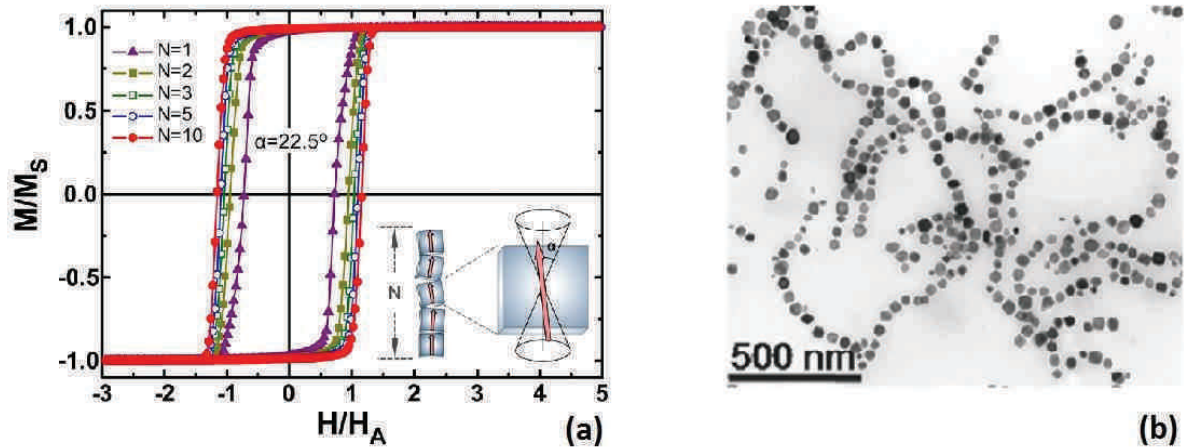 1.0
0.5
0.0
-0.5
-1.0
M/M_S
N=1
N=2
N=3
N=5
N=10
α=22.5°
N
α
-3 -2 -1 0 1 2 3 4 5
H/H_A
(a)
500 nm
(b)